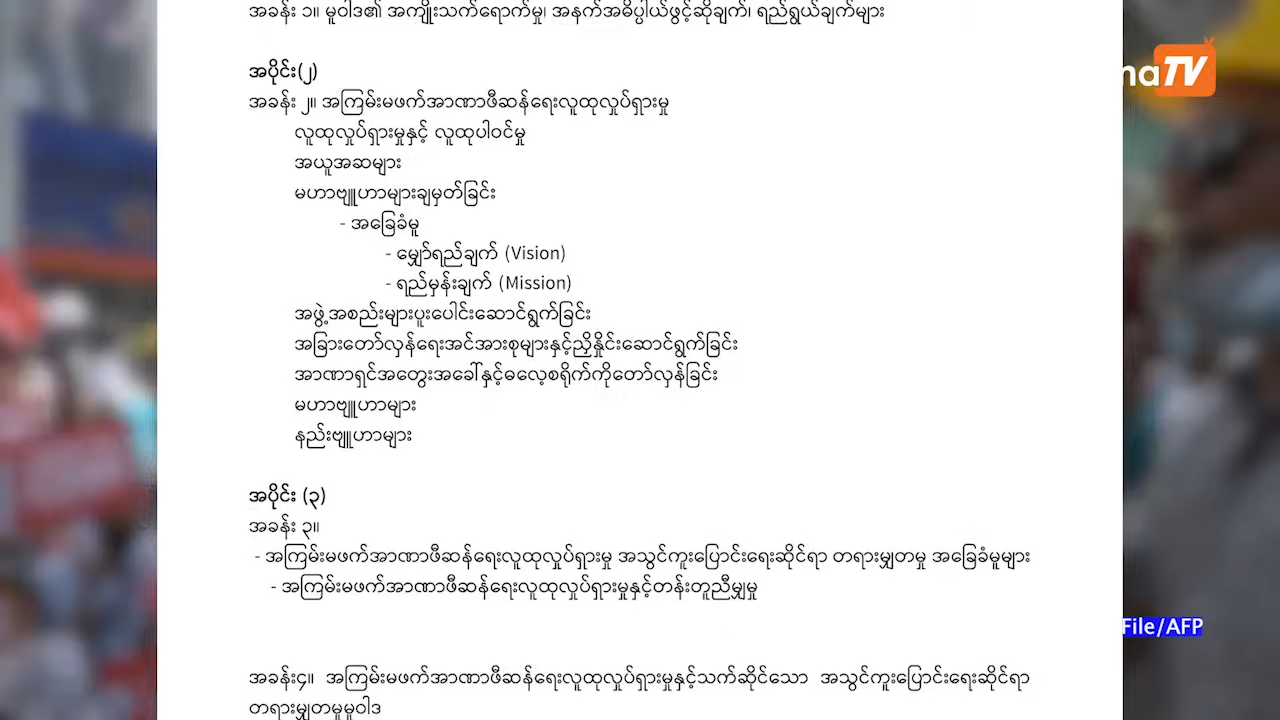 အခန်း ၁။ မူဝါဒ၏ အကျိုးသက်ရောက်မှု၊ အနက်အဓိပ္ပါယ်ဖွင့်ဆိုချက်၊ ရည်ရွယ်ချက်များ
အပိုင်း(၂)
အခန်း ၂။ အကြမ်းမဖက်အာဏာဖီဆန်ရေးလူထုလှုပ်ရှားမှု
လူထုလှုပ်ရှားမှုနှင့် လူထုပါဝင်မှု
အယူအဆများ
မဟာဗျူဟာများချမှတ်ခြင်း
- အခြေခံမူ
- မျှော်ရည်ချက် (Vision)
- ရည်မှန်းချက် (Mission)
အဖွဲ့အစည်းများပူးပေါင်းဆောင်ရွက်ခြင်း
အခြားတော်လှန်ရေးအင်အားစုများနှင့်ညှိနှိုင်းဆောင်ရွက်ခြင်း
အာဏာရှင်အတွေးအခေါ်နှင့်ဓလေ့စရိုက်ကိုတော်လှန်ခြင်း
မဟာဗျူဟာများ
နည်းဗျူဟာများ
အပိုင်း (၃)
အခန်း ၃။
- အကြမ်းမဖက်အာဏာဖီဆန်ရေးလူထုလှုပ်ရှားမှု အသွင်ကူးပြောင်းရေးဆိုင်ရာ တရားမျှတမှု အခြေခံမူများ
- အကြမ်းမဖက်အာဏာဖီဆန်ရေးလူထုလှုပ်ရှားမှုနှင့်တန်းတူညီမျှမှု
အခန်း၄။ အကြမ်းမဖက်အာဏာဖီဆန်ရေးလူထုလှုပ်ရှားမှုနှင့်သက်ဆိုင်သော အသွင်ကူးပြောင်းရေးဆိုင်ရာ
တရားမျှတမှုမူဝါဒ
TV
File/AFP